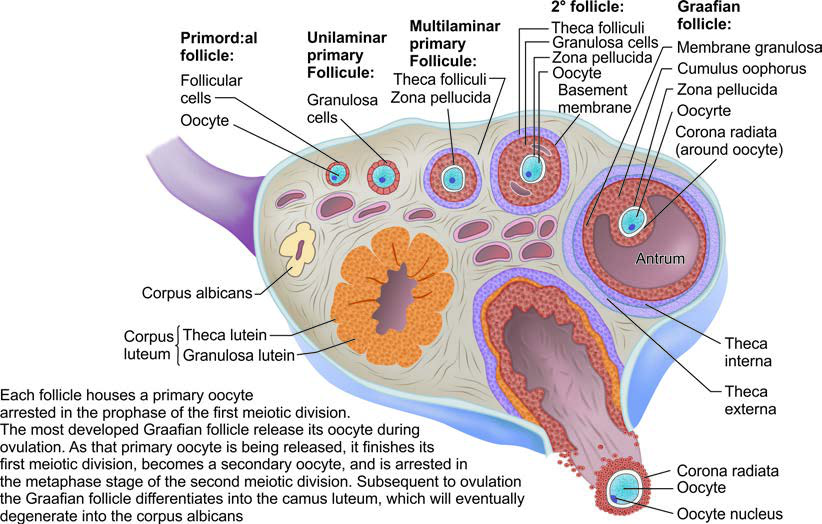 Primord:al
follicle:
Follicular
cells
Oocyte
Unilaminar
primary
Follicule:
Granulosa
cells
Multilaminar
primary
Follicule:
Theca folliculi
Zona pellucida
2° follicle:
Theca folliculi
Granulosa cells
Zona pellucida
Oocyte
Basement
membrane
Graafian
follicle:
Membrane granulosa
Cumulus oophorus
Zona pellucida
Oocyrte
Corona radiata
(around oocyte)
Antrum
Corpus albicans
Corpus
luteum
Theca lutein
Granulosa lutein
Theca
interna
Theca
externa
Each follicle houses a primary oocyte
arrested in the prophase of the first meiotic division.
The most developed Graafian follicle release its oocyte during
ovulation. As that primary oocyte is being released, it finishes its
first meiotic division, becomes a secondary oocyte, and is arrested in
the metaphase stage of the second meiotic division. Subsequent to ovulation
the Graafian follicle differentiates into the camus luteum, which will eventually
degenerate into the corpus albicans
Corona radiata
Oocyte
Oocyte nucleus